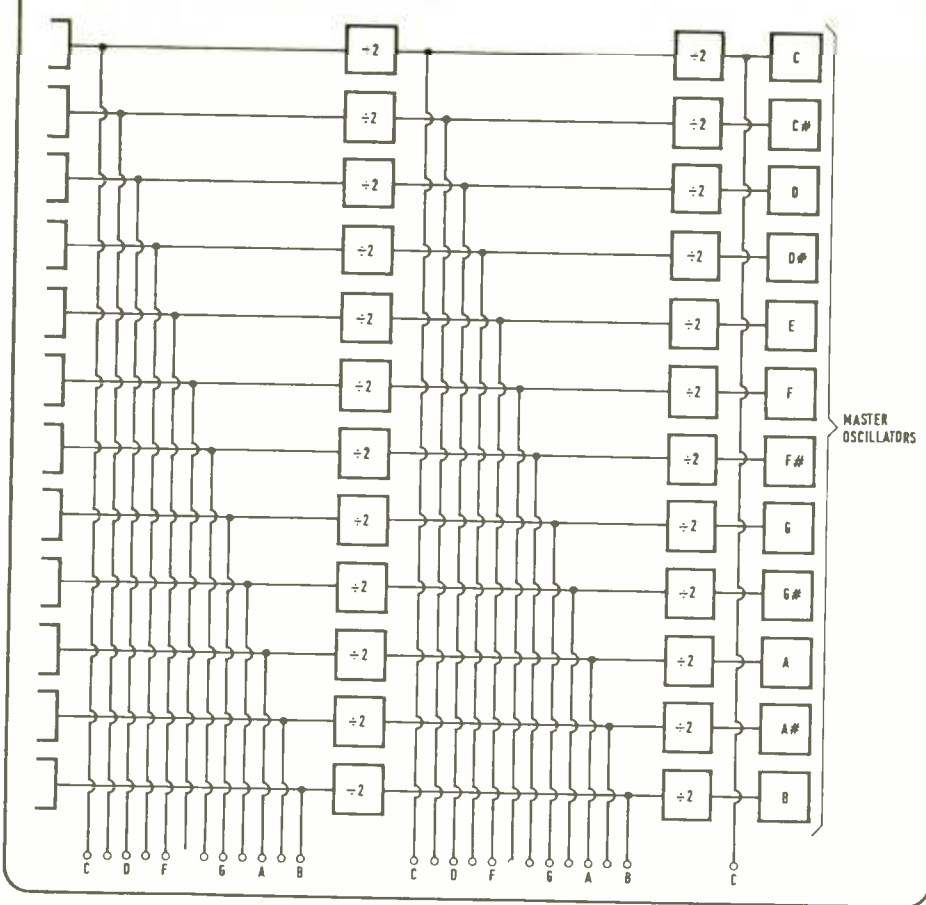 ÷2 ÷2 C
÷2 ÷2 C#
÷2 ÷2 D
÷2 ÷2 D#
÷2 ÷2 E
÷2 ÷2 F
MASTER
OSCILLATORS
÷2 ÷2 F#
÷2 ÷2 G
÷2 ÷2 G#
÷2 ÷2 A
÷2 ÷2 A#
÷2 ÷2 B
C D F G A B C D F G A B C